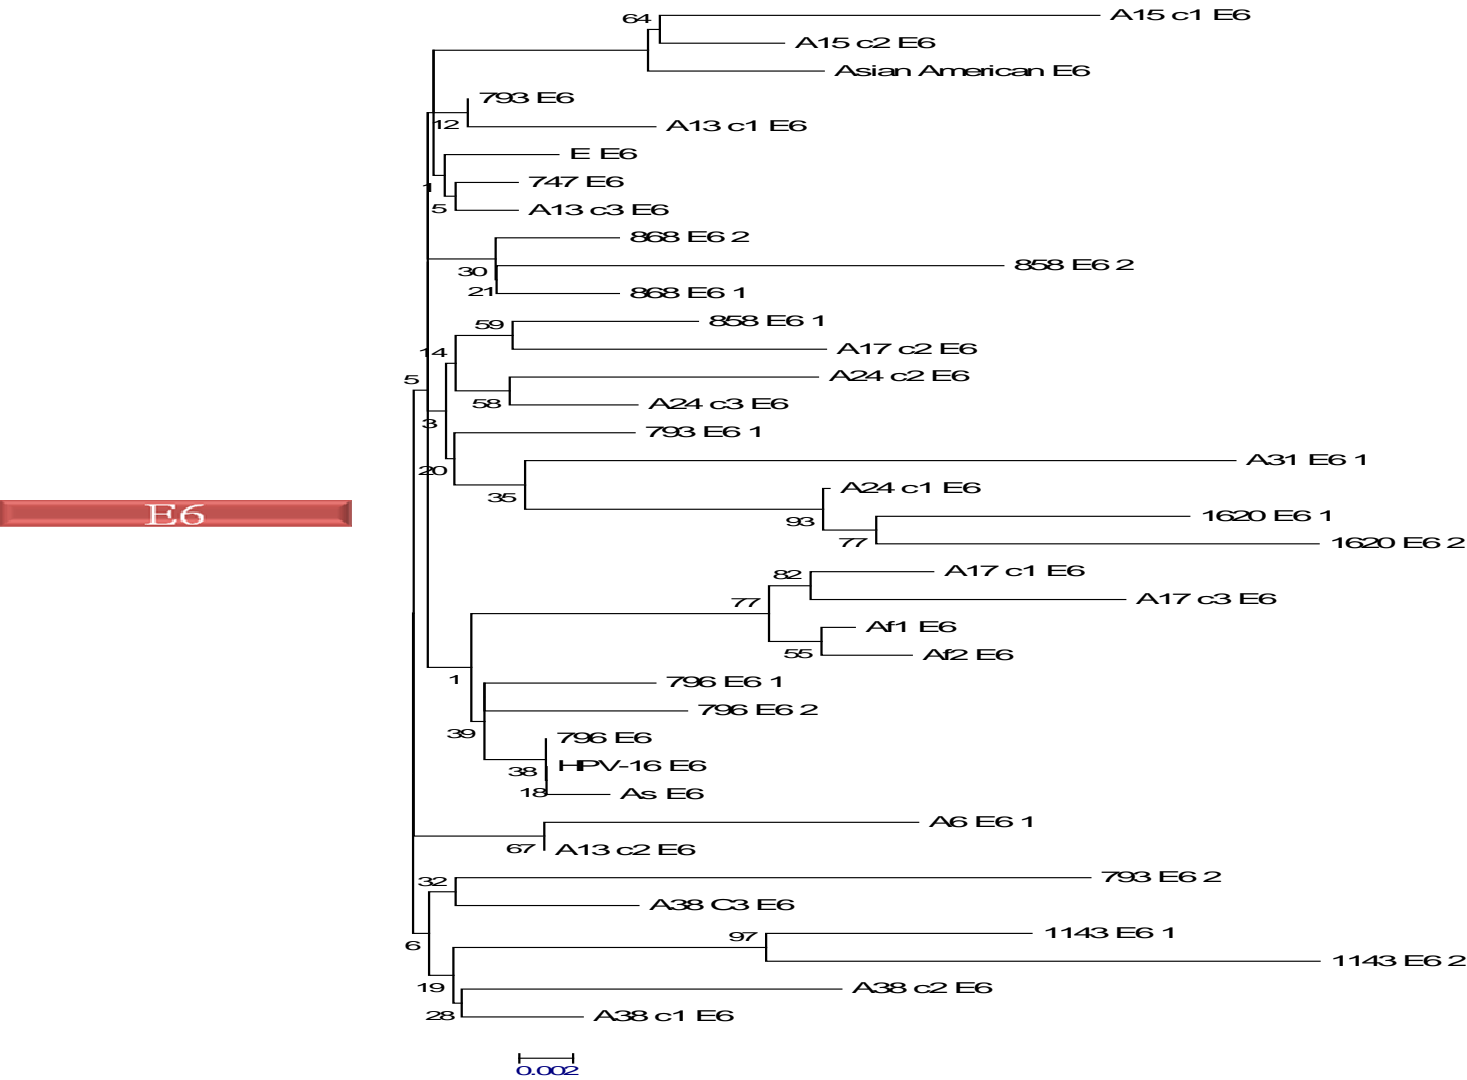 64
A15 c1 E6
A15 c2 E6
Asian American E6
793 E6
12
A13 c1 E6
E E6
747 E6
1
5
A13 c3 E6
868 E6 2
858 E6 2
30
21
868 E6 1
59
858 E6 1
14
A17 c2 E6
5
A24 c2 E6
58
A24 c3 E6
3
793 E6 1
20
A31 E6 1
35
A24 c1 E6
E6
93
1620 E6 1
77
1620 E6 2
82
A17 c1 E6
77
A17 c3 E6
Af1 E6
55
Af2 E6
1
796 E6 1
796 E6 2
39
796 E6
38
HPV-16 E6
18
As E6
A6 E6 1
67
A13 c2 E6
32
793 E6 2
A38 C3 E6
97
1143 E6 1
6
1143 E6 2
19
A38 c2 E6
28
A38 c1 E6
0.002